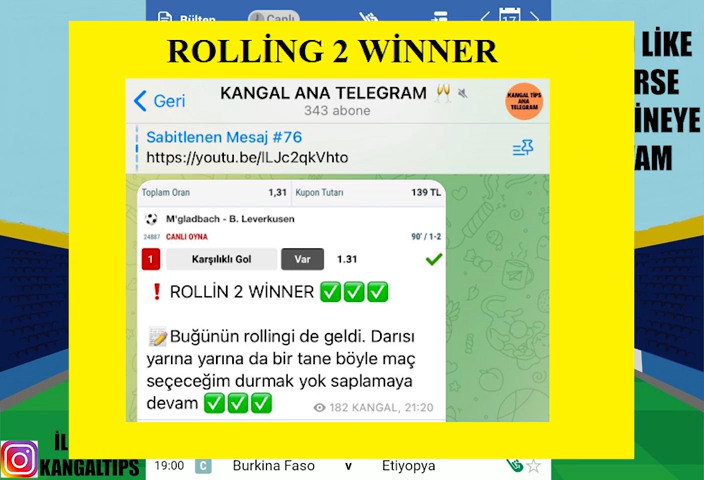 Bülten
Canlı
17
ROLLİNG 2 WİNNER
LİKE
RSE
İNEYE
AM
Geri
KANGAL ANA TELEGRAM
343 abone
KANGAL TIPS
ANA
TELEGRAM
Sabitlenen Mesaj #76
https://youtu.be/lLJc2qkVhto
Toplam Oran 1,31 Kupon Tutarı 139 TL
M'gladbach - B. Leverkusen
24887 CANLI OYNA 90' / 1-2
1 Karşılıklı Gol Var 1.31
❗ ROLLİN 2 WİNNER ✅✅✅
📝Buğünün rollingi de geldi. Darısı
yarına yarına da bir tane böyle maç
seçeceğim durmak yok saplamaya
devam ✅✅✅
182 KANGAL, 21:20
İL
KANGALTIPS
19:00 C Burkina Faso v Etiyopya